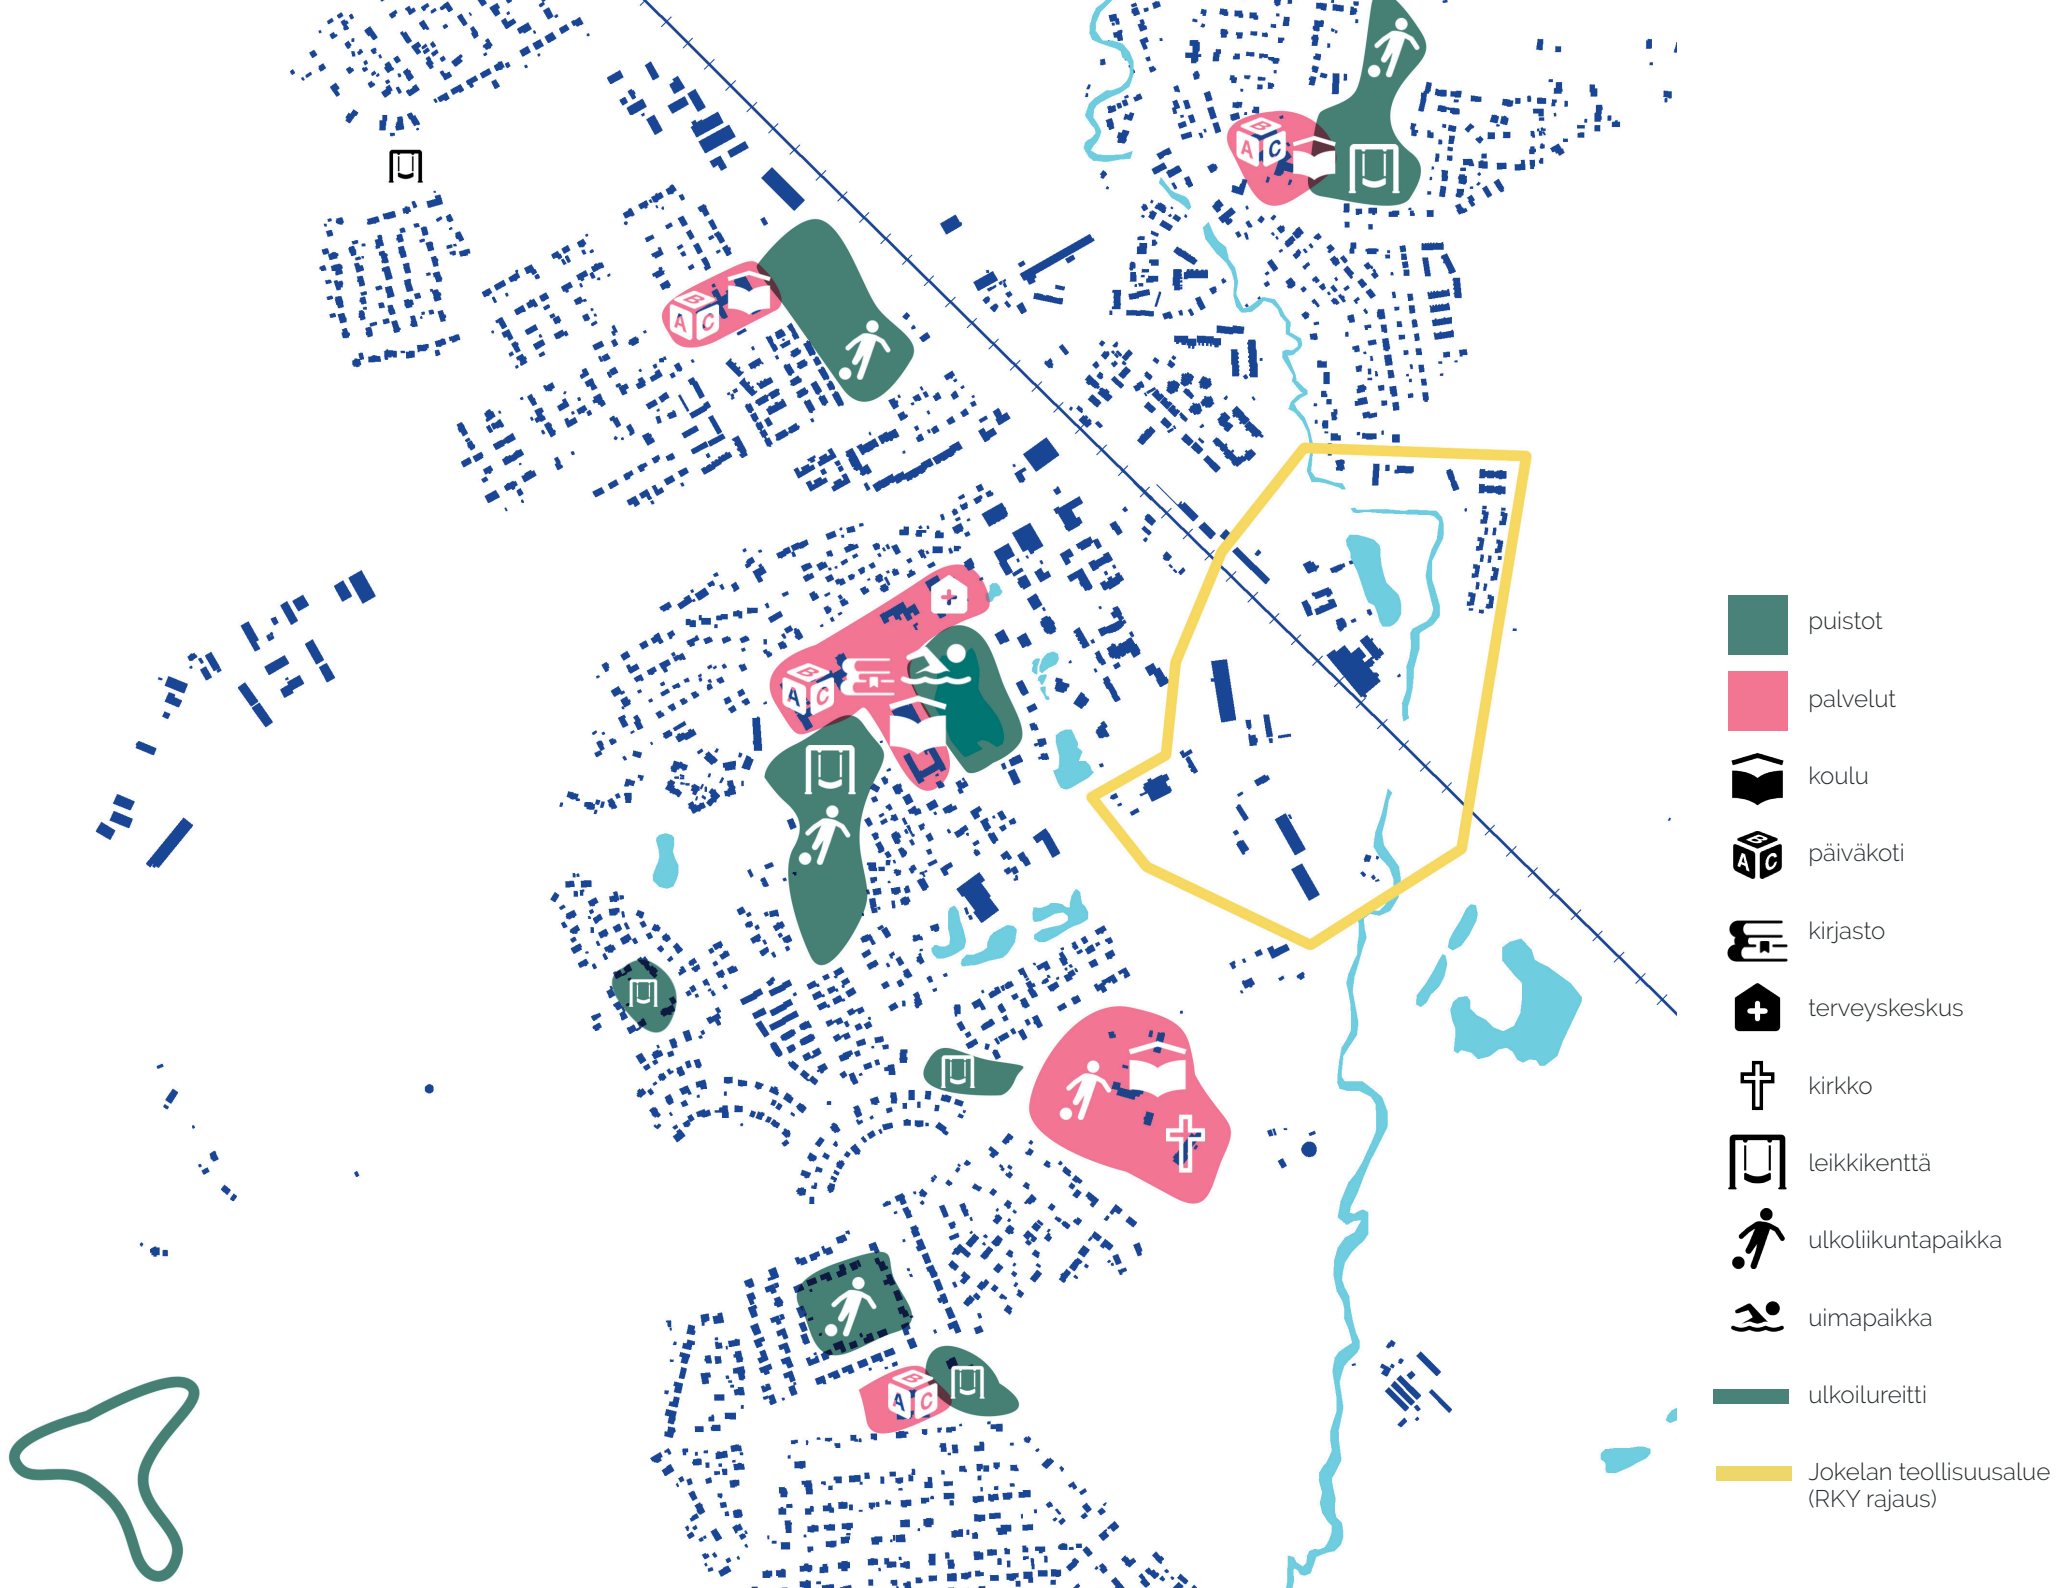 puistot
palvelut
koulu
päiväkoti
kirjasto
terveyskeskus
kirkko
leikkikenttä
ulkoliikuntapaikka
uimapaikka
ulkoilureitti
Jokelan teollisuusalue
(RKY rajaus)
B
A C
B
A C
B
A C
B
A C
B
A C